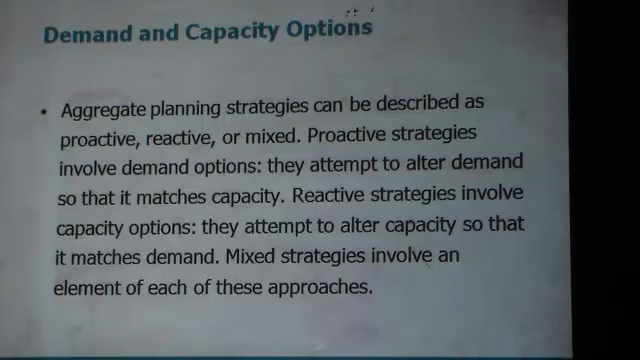 Demand and Capacity Options
• Aggregate planning strategies can be described as
proactive, reactive, or mixed. Proactive strategies
involve demand options: they attempt to alter demand
so that it matches capacity. Reactive strategies involve
capacity options: they attempt to alter capacity so that
it matches demand. Mixed strategies involve an
element of each of these approaches.